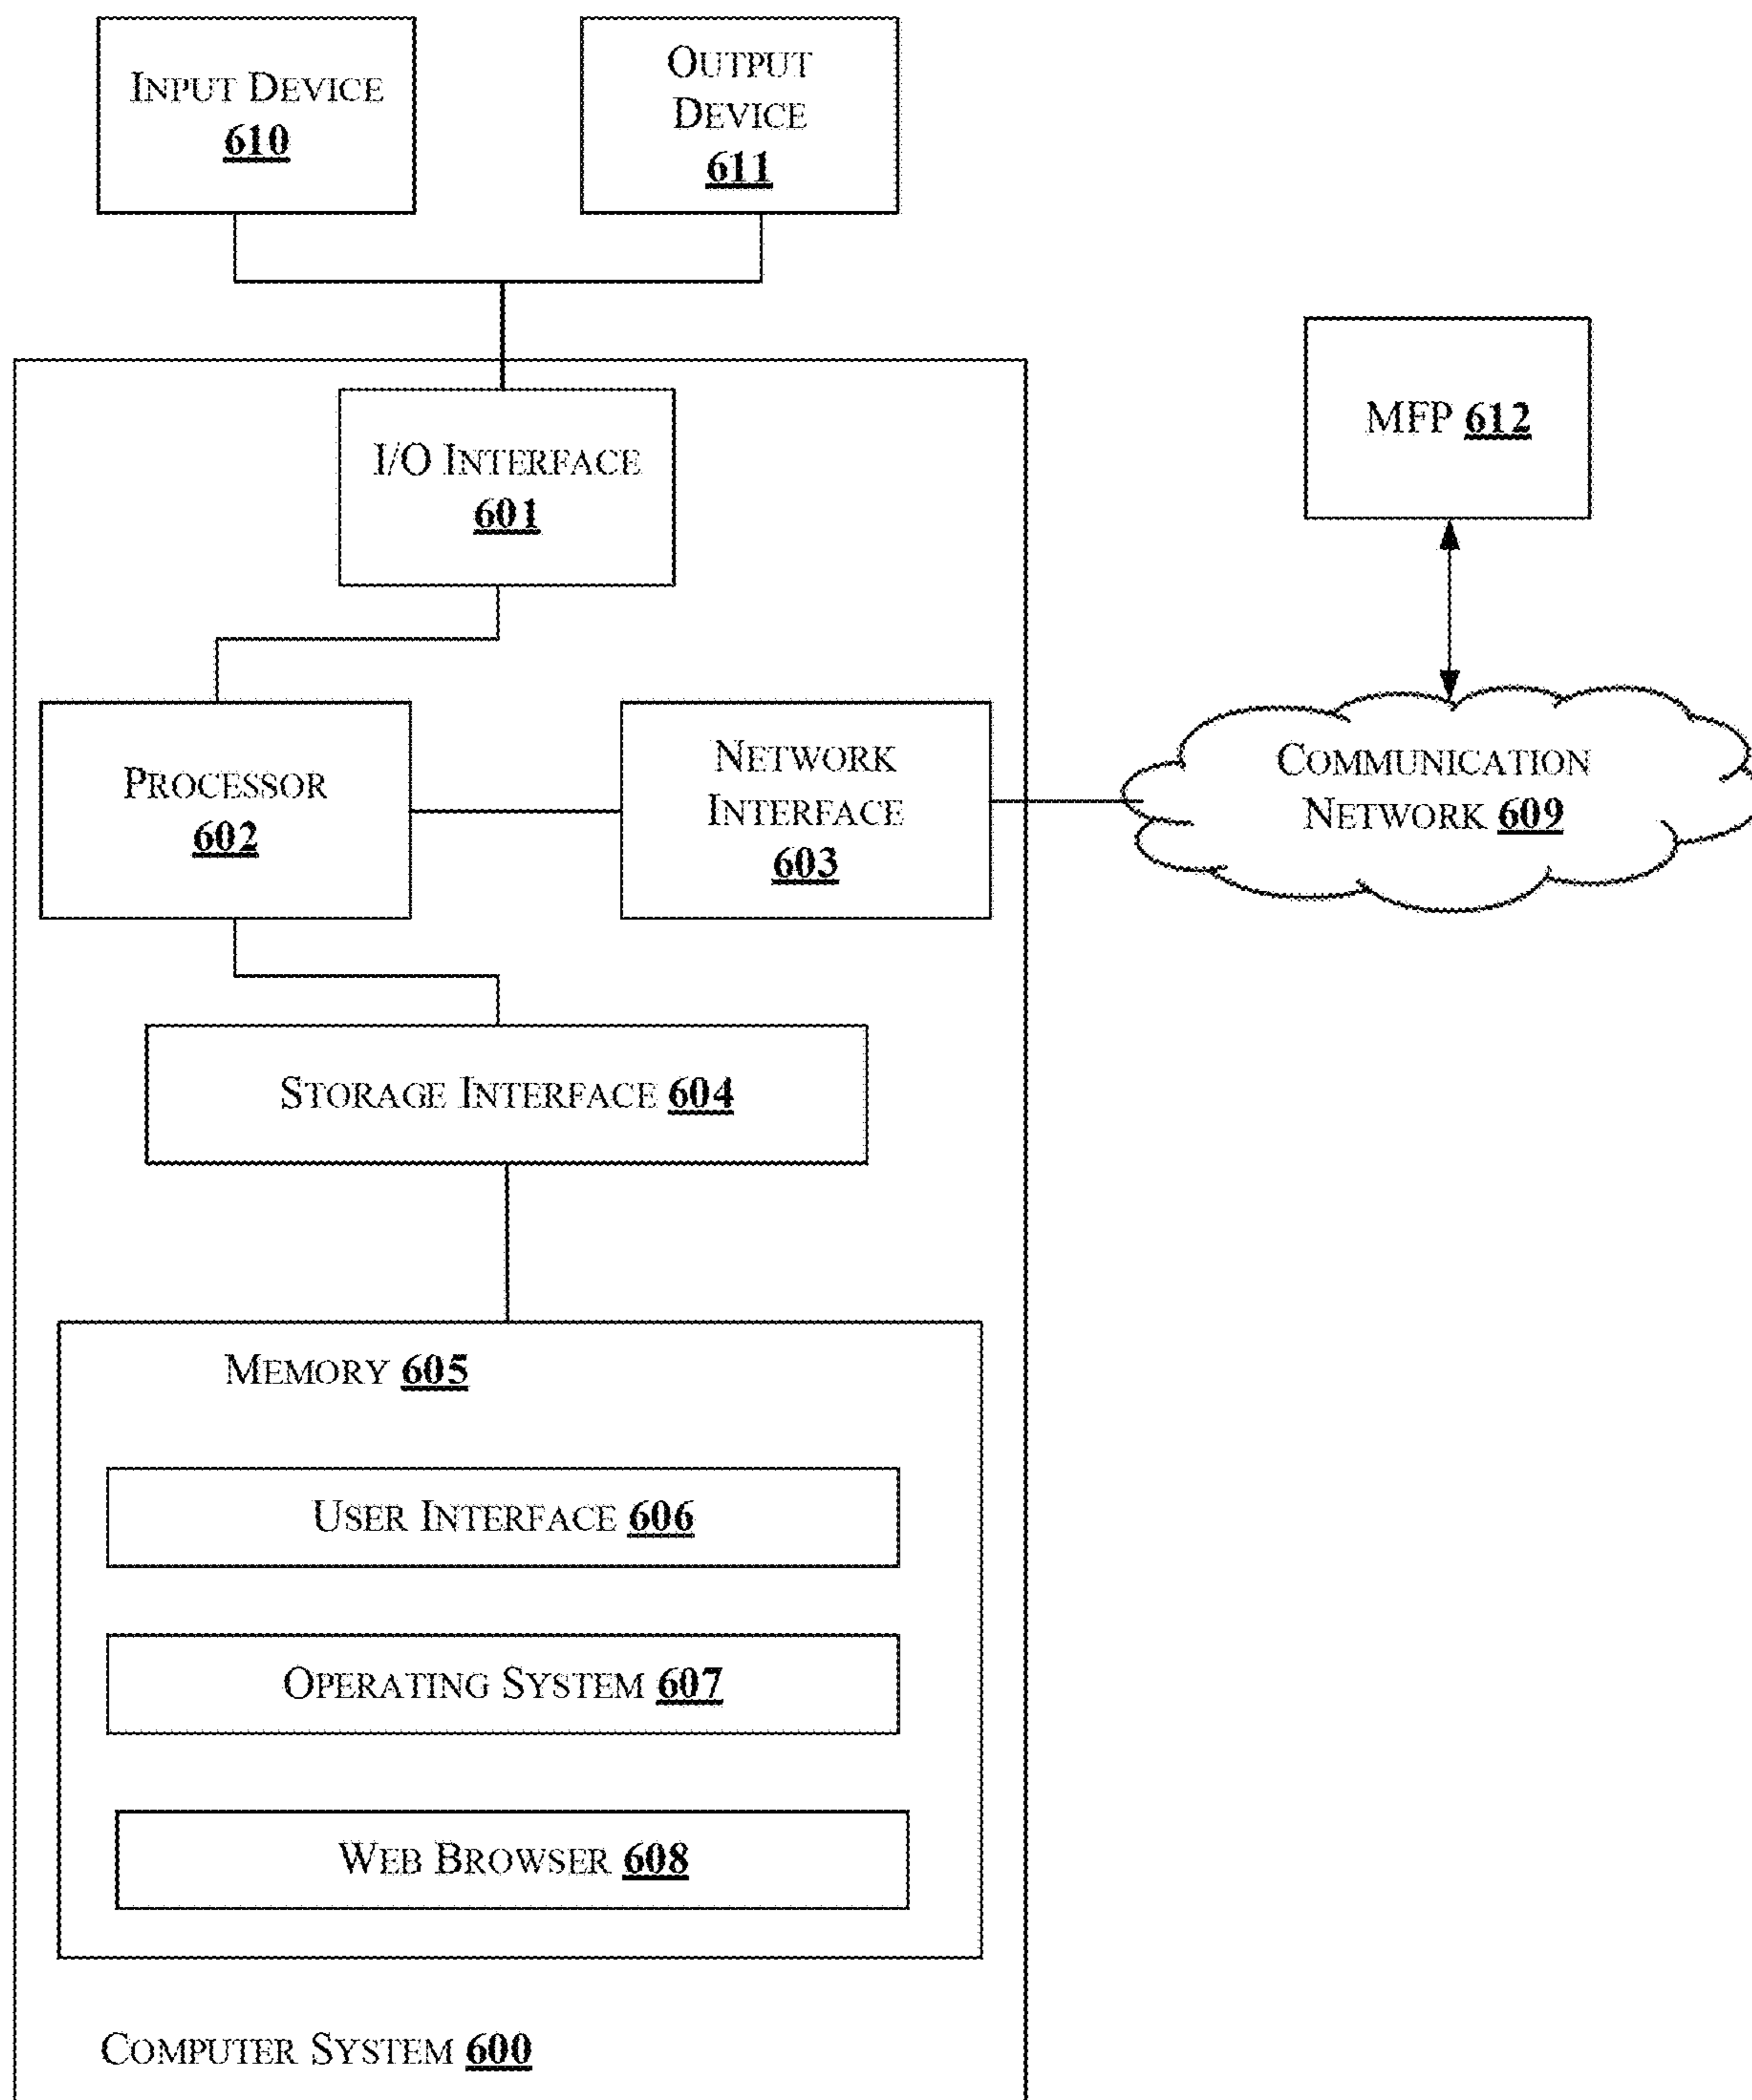 INPUT DEVICE
610
OUTPUT
DEVICE
611
I/O INTERFACE
601
MFP 612
PROCESSOR
602
NETWORK
INTERFACE
603
COMMUNICATION
NETWORK 609
STORAGE INTERFACE 604
MEMORY 605
USER INTERFACE 606
OPERATING SYSTEM 607
WEB BROWSER 608
COMPUTER SYSTEM 600